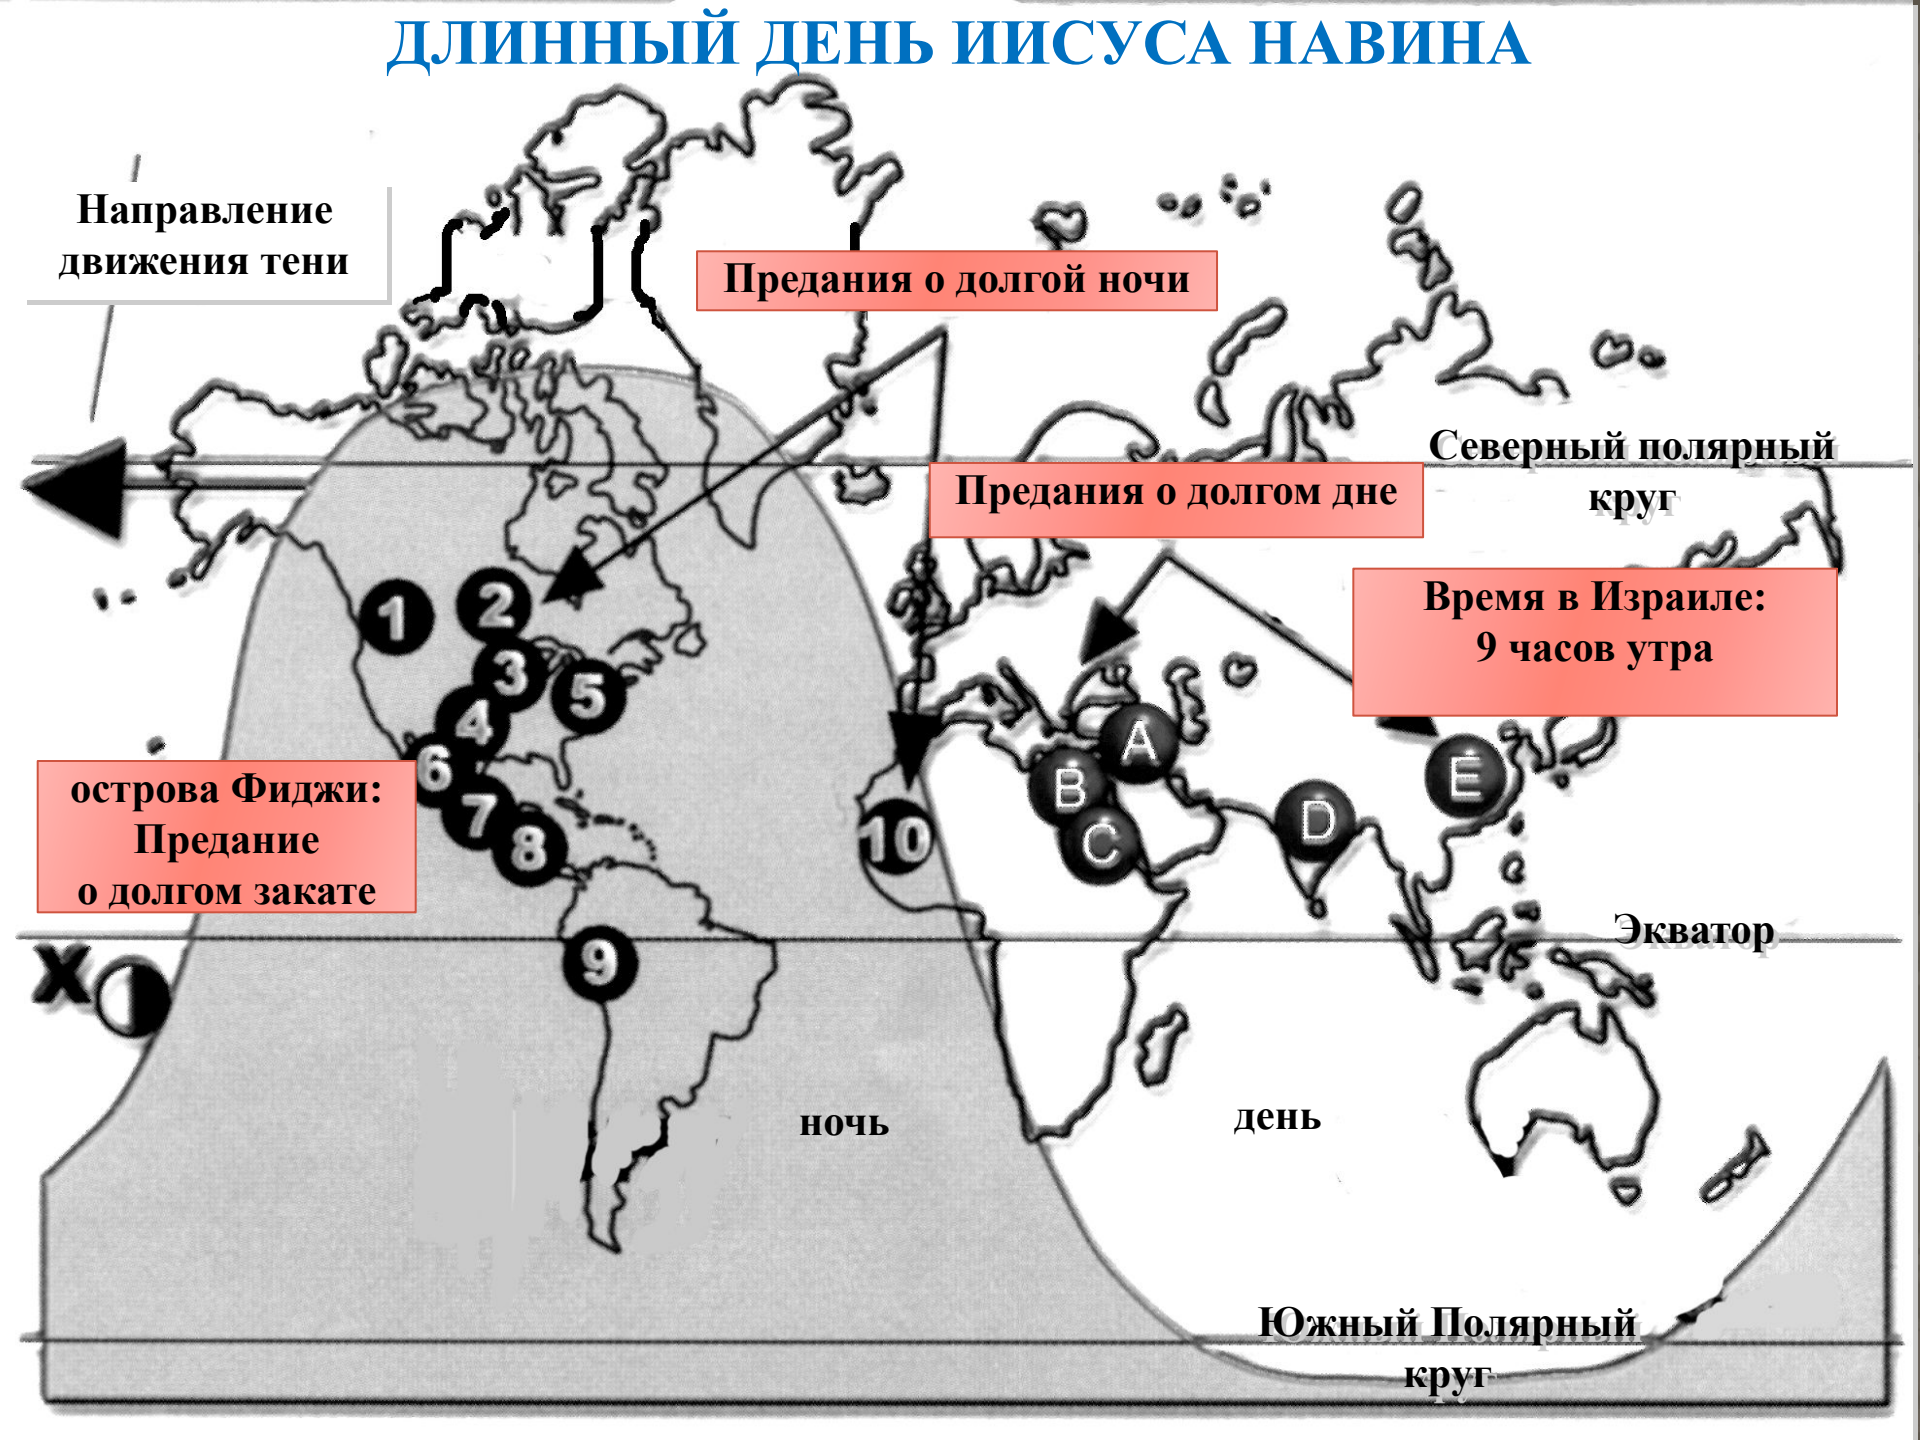 ДЛИННЫЙ ДЕНЬ ИИСУСА НАВИНА
Направление
движения тени
Предания о долгой ночи
Северный полярный
круг
Предания о долгом дне
Время в Израиле:
9 часов утра
1
2
3
5
4
6
7
8
10
A
B
C
D
E
острова Фиджи:
Предание
о долгом закате
Экватор
X
9
ночь
день
Южный Полярный
круг